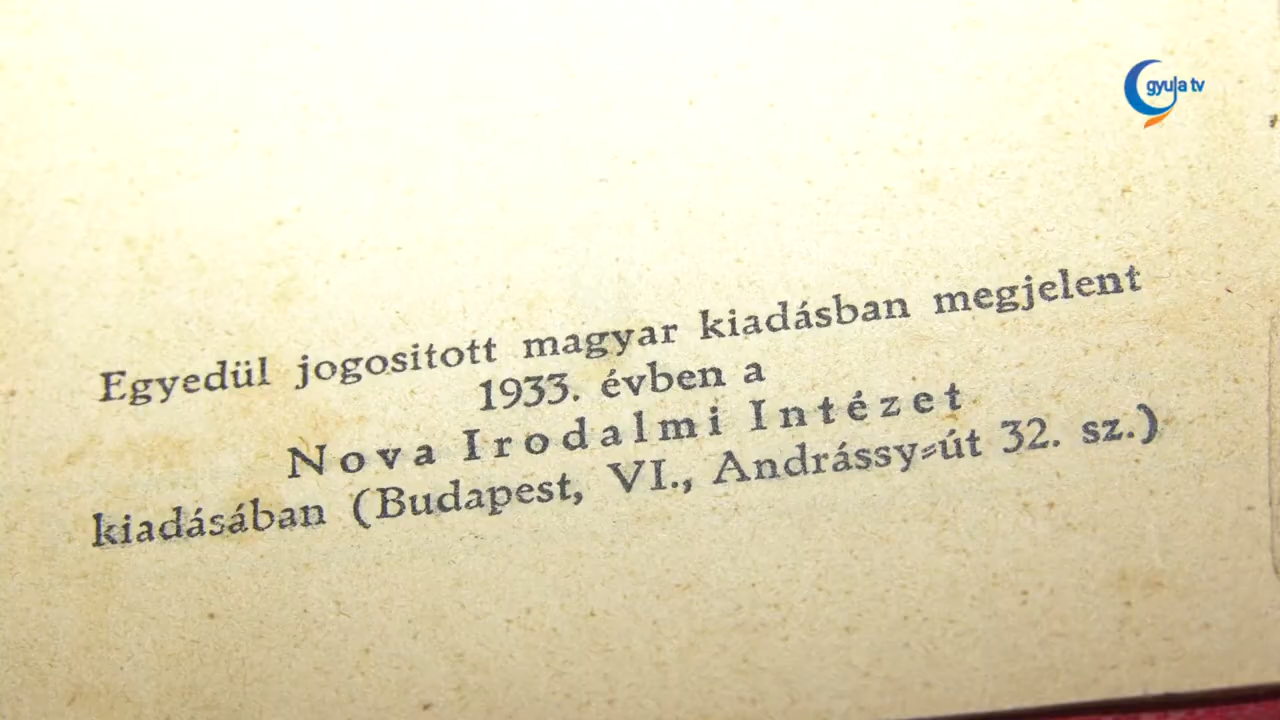 gyula tv
Egyedül jogositott magyar kiadásban megjelent
1933. évben a
Nova Irodalmi Intézet
kiadásában (Budapest, VI., Andrássy-út 32. sz.)